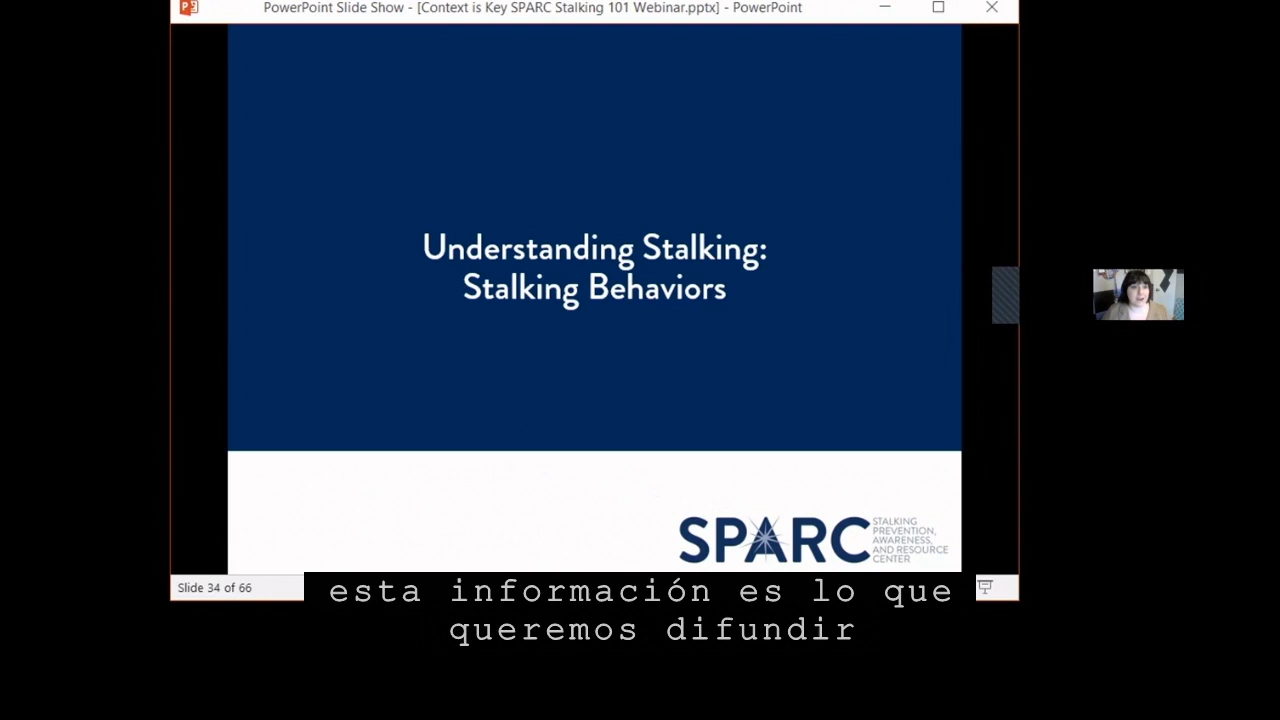 PowerPoint Slide Show - [Context is Key SPARC Stalking 101 Webinar.pptx] - PowerPoint
Understanding Stalking:
Stalking Behaviors
SPARC
STALKING
PREVENTION,
AWARENESS,
AND RESOURCE
CENTER
Slide 34 of 66
esta información es lo que
queremos difundir